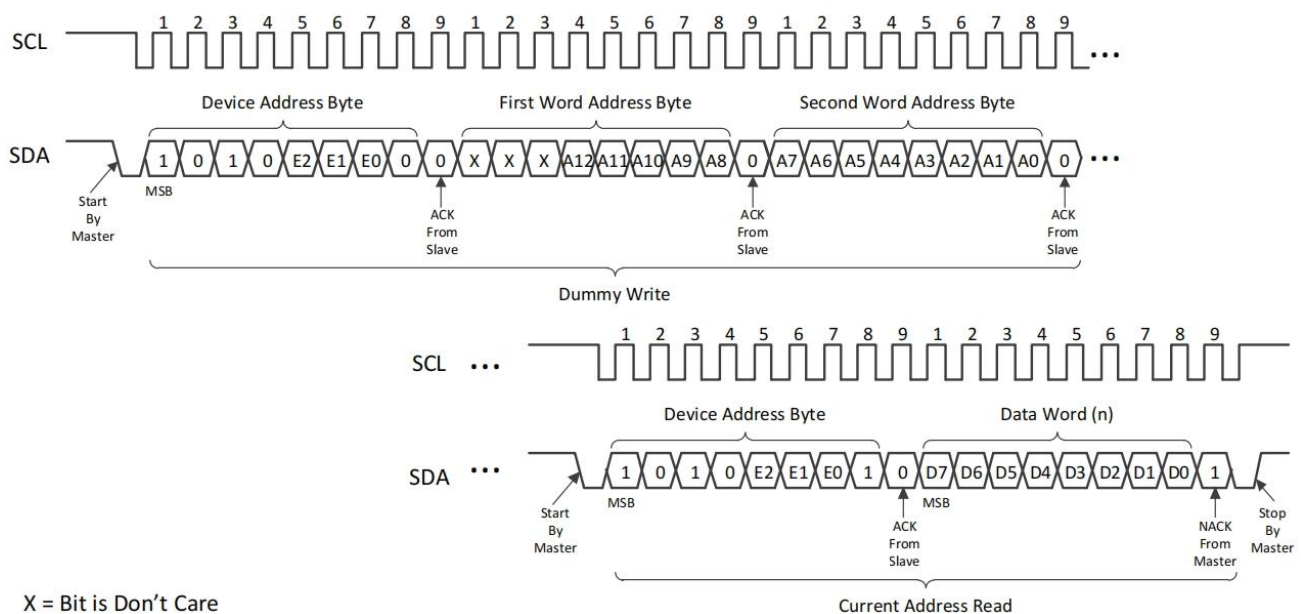 1 2 3 4 5 6 7 8 9 1 2 3 4 5 6 7 8 9 1 2 3 4 5 6 7 8 9
SCL
•••
Device Address Byte First Word Address Byte Second Word Address Byte
SDA 1 0 1 0 E2 E1 E0 0 0 X X X A12 A11 A10 A9 A8 0 A7 A6 A5 A4 A3 A2 A1 A0 0 •••
MSB
Start By Master
ACK From Slave
ACK From Slave
ACK From Slave
Dummy Write
1 2 3 4 5 6 7 8 9 1 2 3 4 5 6 7 8 9
SCL •••
Device Address Byte Data Word (n)
SDA ••• 1 0 1 0 E2 E1 E0 1 0 D7 D6 D5 D4 D3 D2 D1 D0 1
MSB MSB
Start By Master
ACK From Slave
NACK From Master
Stop By Master
X = Bit is Don't Care
Current Address Read